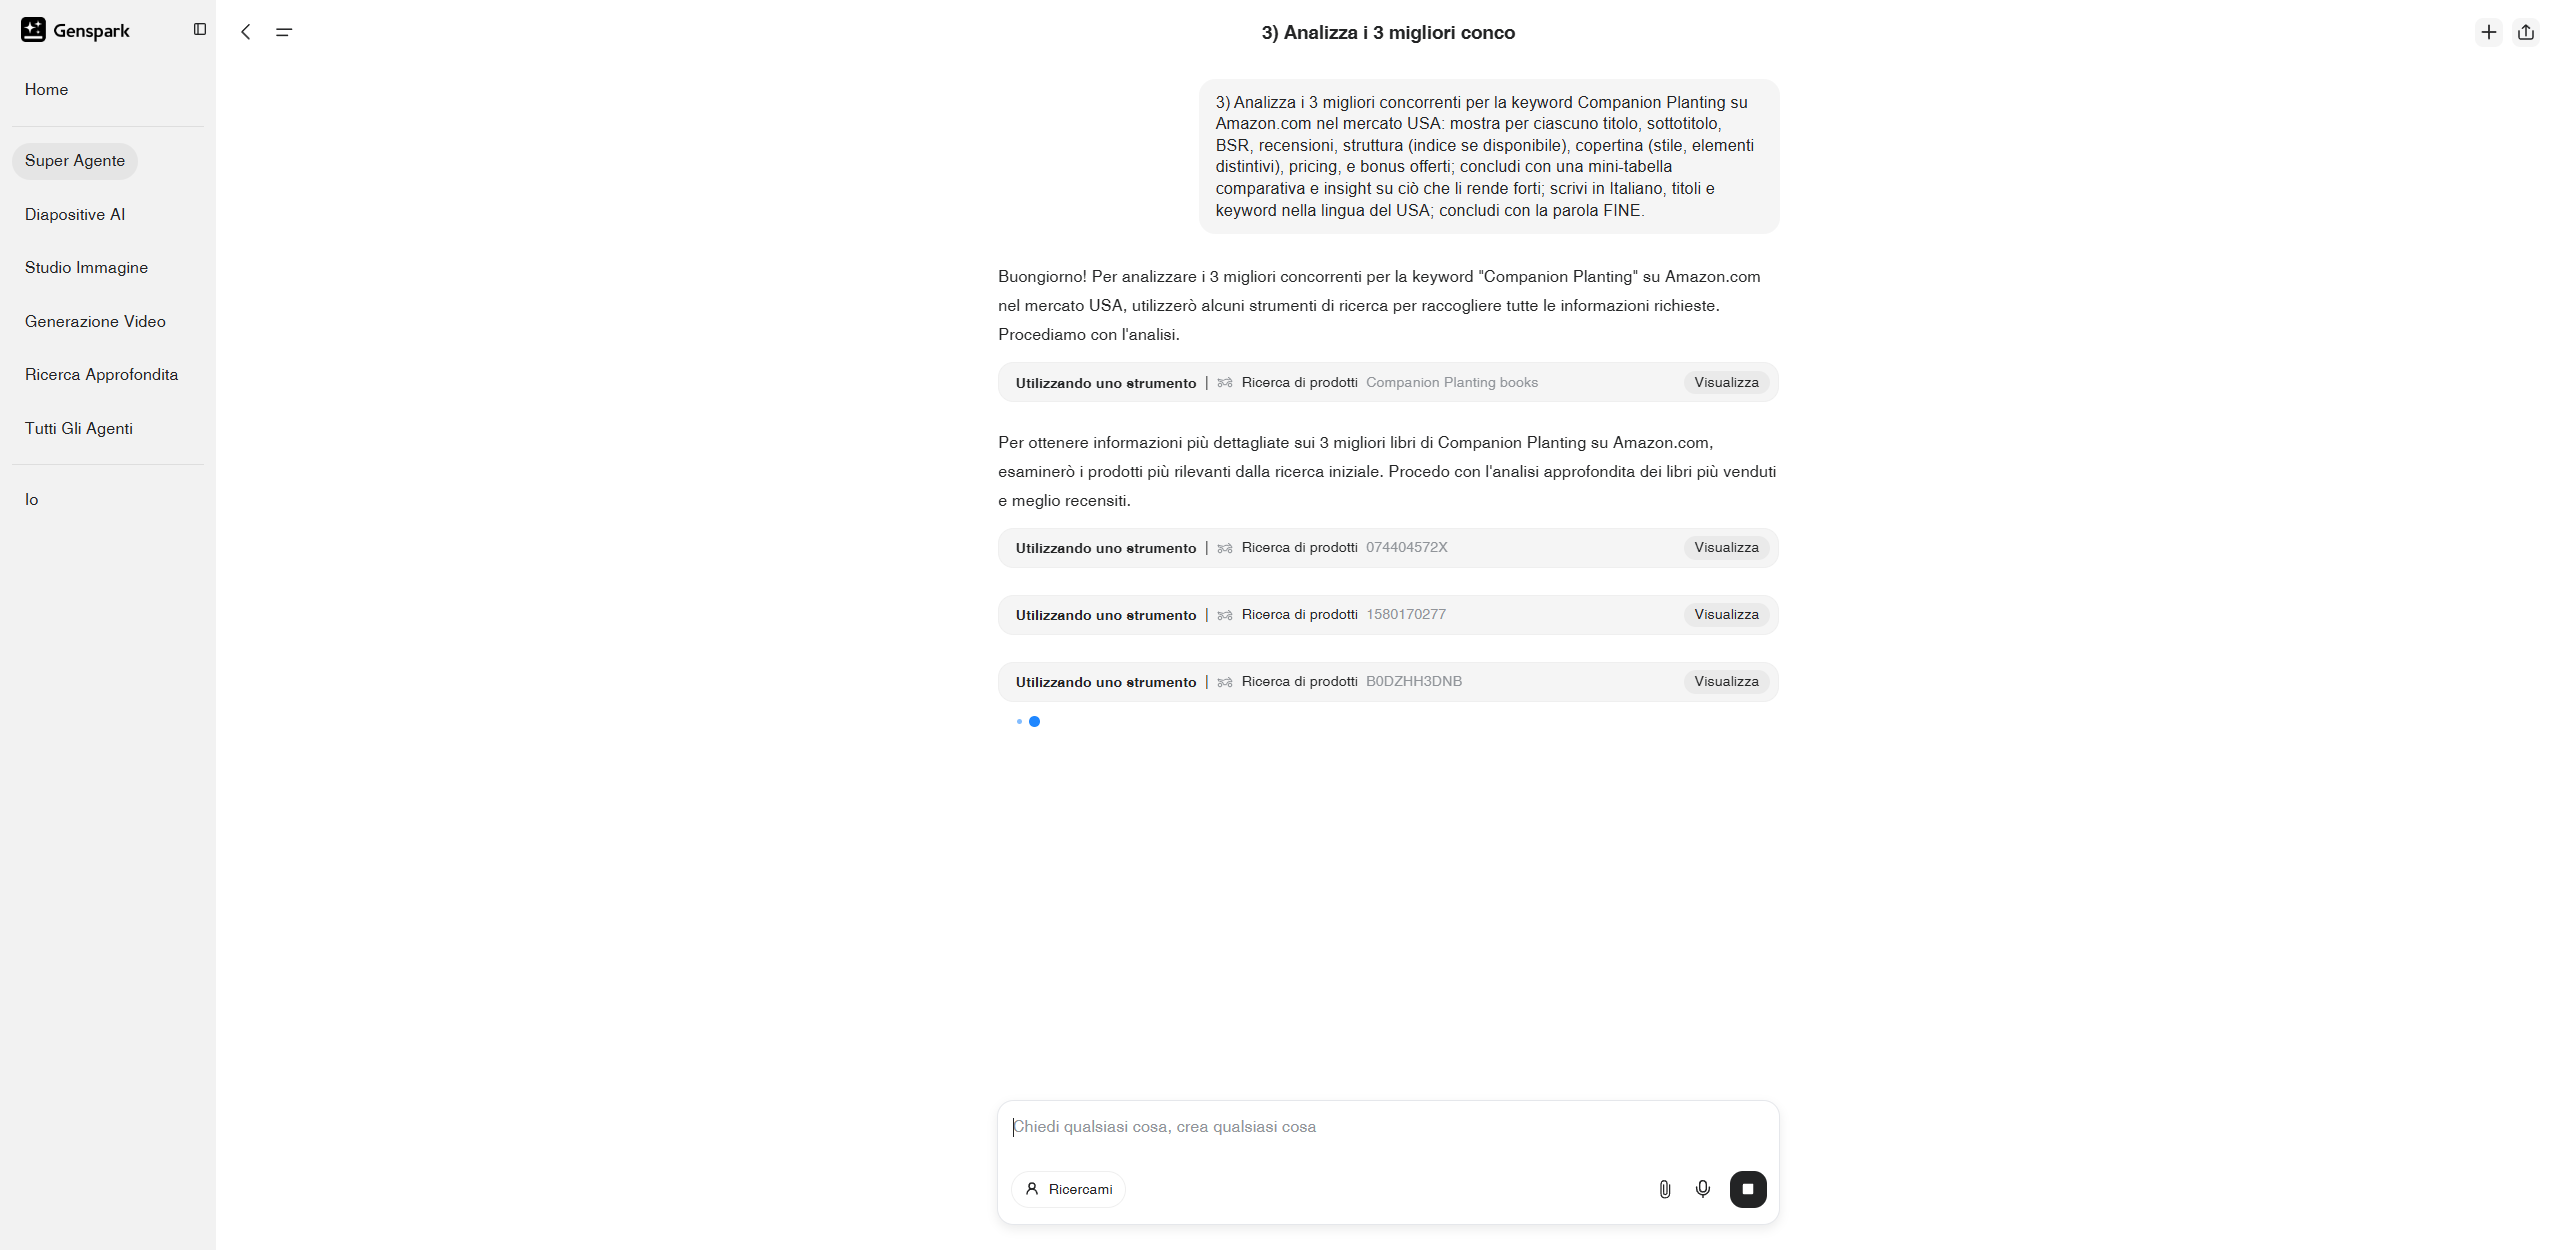 Genspark
Home
Super Agente
Diapositive AI
Studio Immagine
Generazione Video
Ricerca Approfondita
Tutti Gli Agenti
Io
3) Analizza i 3 migliori conco
3) Analizza i 3 migliori concorrenti per la keyword Companion Planting su
Amazon.com nel mercato USA: mostra per ciascuno titolo, sottotitolo,
BSR, recensioni, struttura (indice se disponibile), copertina (stile, elementi
distintivi), pricing, e bonus offerti; concludi con una mini-tabella
comparativa e insight su ciò che li rende forti; scrivi in Italiano, titoli e
keyword nella lingua del USA; concludi con la parola FINE.
Buongiorno! Per analizzare i 3 migliori concorrenti per la keyword "Companion Planting" su Amazon.com
nel mercato USA, utilizzerò alcuni strumenti di ricerca per raccogliere tutte le informazioni richieste.
Procediamo con l'analisi.
Utilizzando uno strumento | Ricerca di prodotti Companion Planting books Visualizza
Per ottenere informazioni più dettagliate sui 3 migliori libri di Companion Planting su Amazon.com,
esaminerò i prodotti più rilevanti dalla ricerca iniziale. Procedo con l'analisi approfondita dei libri più venduti
e meglio recensiti.
Utilizzando uno strumento | Ricerca di prodotti 074404572X Visualizza
Utilizzando uno strumento | Ricerca di prodotti 1580170277 Visualizza
Utilizzando uno strumento | Ricerca di prodotti B0DZHH3DNB Visualizza
Chiedi qualsiasi cosa, crea qualsiasi cosa
Ricercami